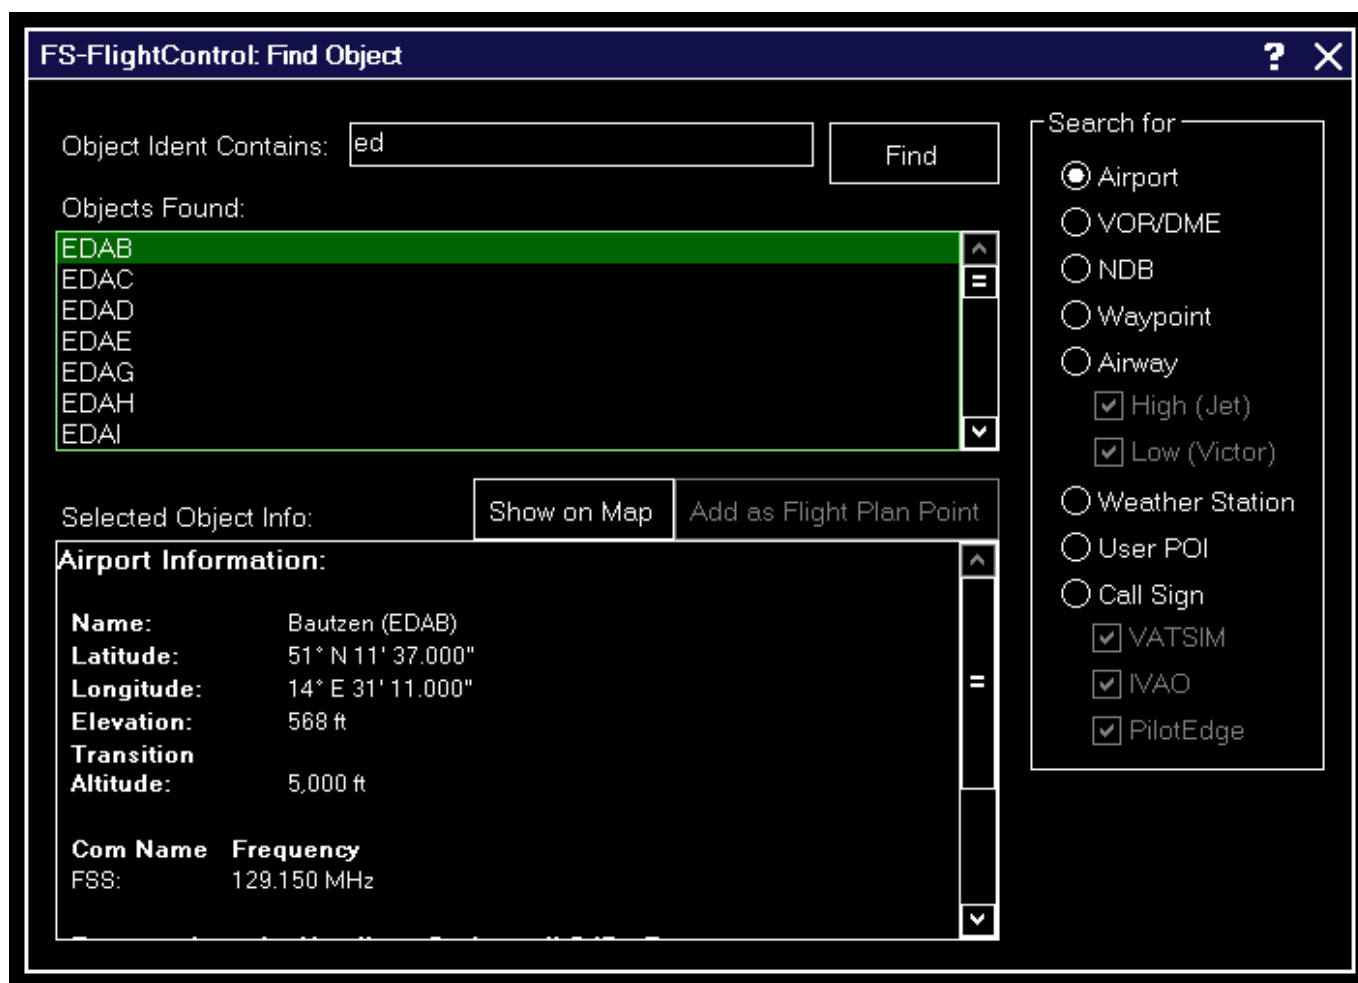 FS-FlightControl: Find Object
Object Ident Contains: ed
Find
Objects Found:
EDAB
EDAC
EDAD
EDAE
EDAG
EDAH
EDAI
Selected Object Info:
Show on Map
Add as Flight Plan Point
Airport Information:
Name: Bautzen (EDAB)
Latitude: 51° N 11' 37.000"
Longitude: 14° E 31' 11.000"
Elevation: 568 ft
Transition
Altitude: 5,000 ft
Com Name Frequency
FSS: 129.150 MHz
Search for
Airport
VOR/DME
NDB
Waypoint
Airway
High (Jet)
Low (Victor)
Weather Station
User POI
Call Sign
VATSIM
IVAO
PilotEdge